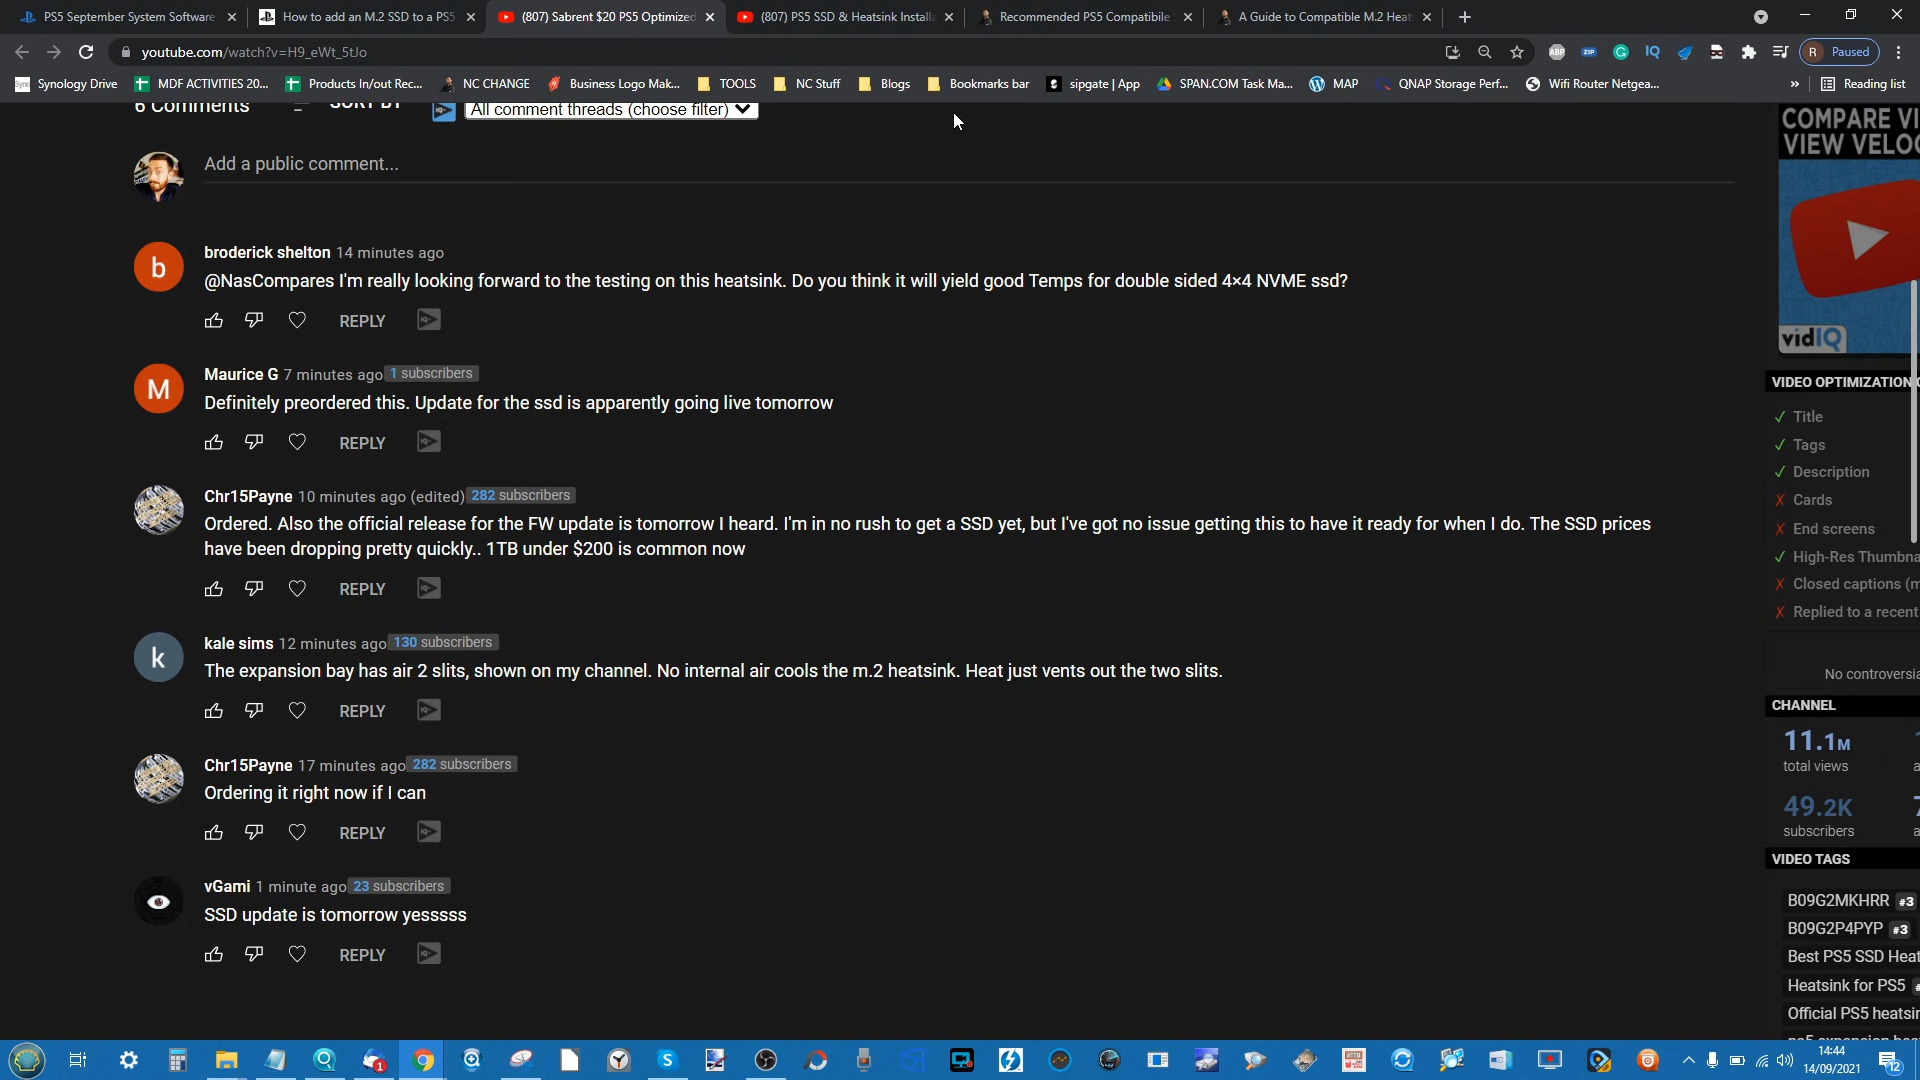 PS5 September System Software
How to add an M.2 SSD to a PS5
(807) Sabrent $20 PS5 Optimized
(807) PS5 SSD & Heatsink Installa
Recommended PS5 Compatibile
A Guide to Compatible M.2 Heat
youtube.com/watch?v=H9_eWt_5tJo
ABP
ZIP
IQ
R Paused
Synology Drive
MDF ACTIVITIES 20...
Products In/out Rec...
NC CHANGE
Business Logo Mak...
TOOLS
NC Stuff
Blogs
Bookmarks bar
sipgate | App
SPAN.COM Task Ma...
MAP
QNAP Storage Perf...
Wifi Router Netgea...
» Reading list
6 Comments
SORT BY
All comment threads (choose filter)
Add a public comment...
b
broderick shelton 14 minutes ago
@NasCompares I'm really looking forward to the testing on this heatsink. Do you think it will yield good Temps for double sided 4×4 NVME ssd?
REPLY
M
Maurice G 7 minutes ago 1 subscribers
Definitely preordered this. Update for the ssd is apparently going live tomorrow
REPLY
Chr15Payne 10 minutes ago (edited) 282 subscribers
Ordered. Also the official release for the FW update is tomorrow I heard. I'm in no rush to get a SSD yet, but I've got no issue getting this to have it ready for when I do. The SSD prices
have been dropping pretty quickly.. 1TB under $200 is common now
REPLY
k
kale sims 12 minutes ago 130 subscribers
The expansion bay has air 2 slits, shown on my channel. No internal air cools the m.2 heatsink. Heat just vents out the two slits.
REPLY
Chr15Payne 17 minutes ago 282 subscribers
Ordering it right now if I can
REPLY
vGami 1 minute ago 23 subscribers
SSD update is tomorrow yesssss
REPLY
COMPARE VI
VIEW VELOC
vidIQ
VIDEO OPTIMIZATION
✓ Title
✓ Tags
✓ Description
✗ Cards
✗ End screens
✓ High-Res Thumbna
✗ Closed captions (m
✗ Replied to a recent
No controversia
CHANNEL
11.1M
total views
49.2K
subscribers
VIDEO TAGS
B09G2MKHRR #3
B09G2P4PYP #3
Best PS5 SSD Heat
Heatsink for PS5
Official PS5 heatsin
14:44
14/09/2021
12